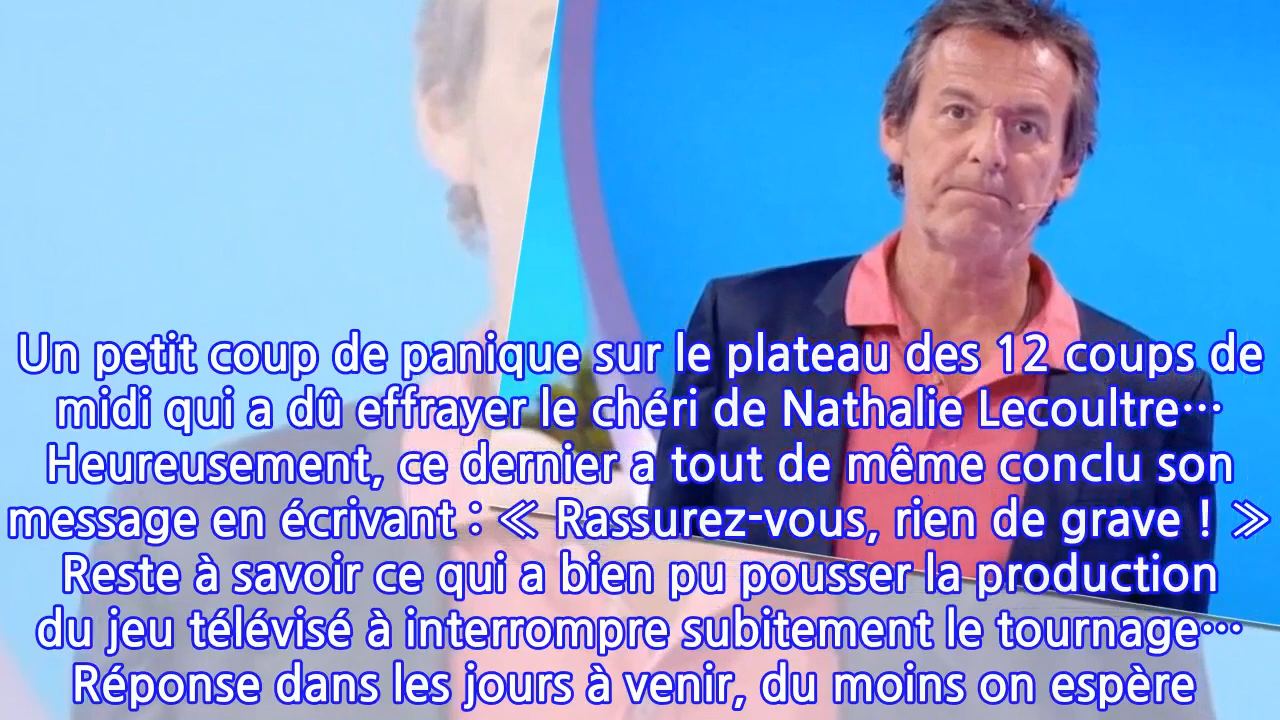 Un petit coup de panique sur le plateau des 12 coups de
midi qui a dû effrayer le chéri de Nathalie Lecoultre…
Heureusement, ce dernier a tout de même conclu son
message en écrivant : ≪ Rassurez-vous, rien de grave ! ≫
Reste à savoir ce qui a bien pu pousser la production
du jeu télévisé à interrompre subitement le tournage…
Réponse dans les jours à venir, du moins on espère